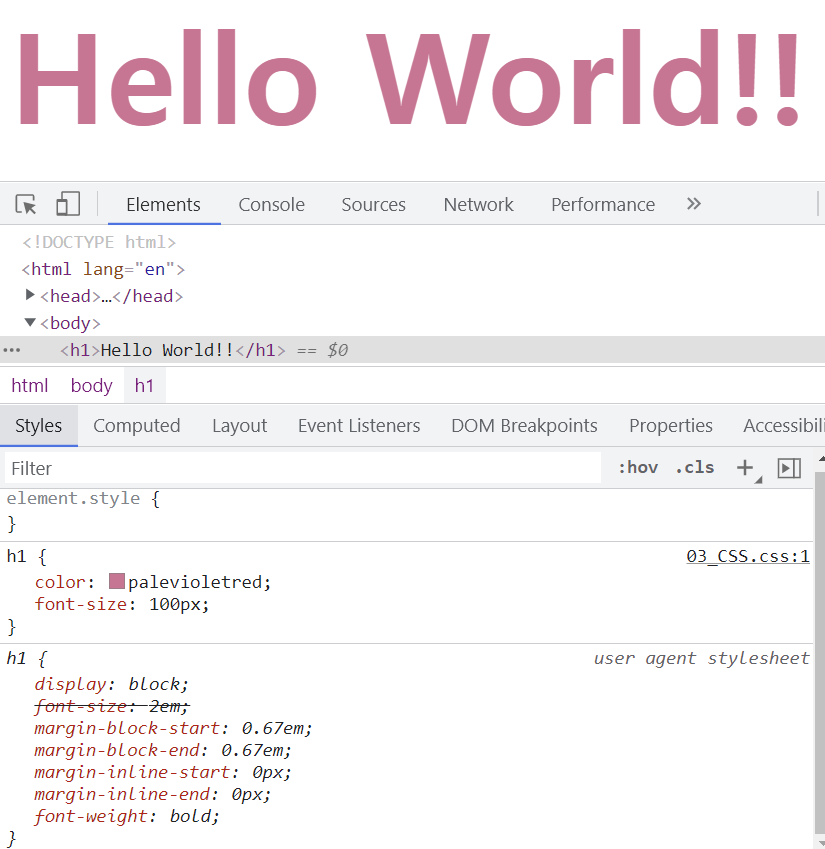 Hello World!!
Elements Console Sources Network Performance »
<!DOCTYPE html>
<html lang="en">
<head>…</head>
<body>
••• <h1>Hello World!!</h1> == $0
html body h1
Styles Computed Layout Event Listeners DOM Breakpoints Properties Accessibili
Filter :hov .cls +
element.style {
}
h1 { 03_CSS.css:1
color: palevioletred;
font-size: 100px;
}
h1 { user agent stylesheet
display: block;
font-size: 2em;
margin-block-start: 0.67em;
margin-block-end: 0.67em;
margin-inline-start: 0px;
margin-inline-end: 0px;
font-weight: bold;
}